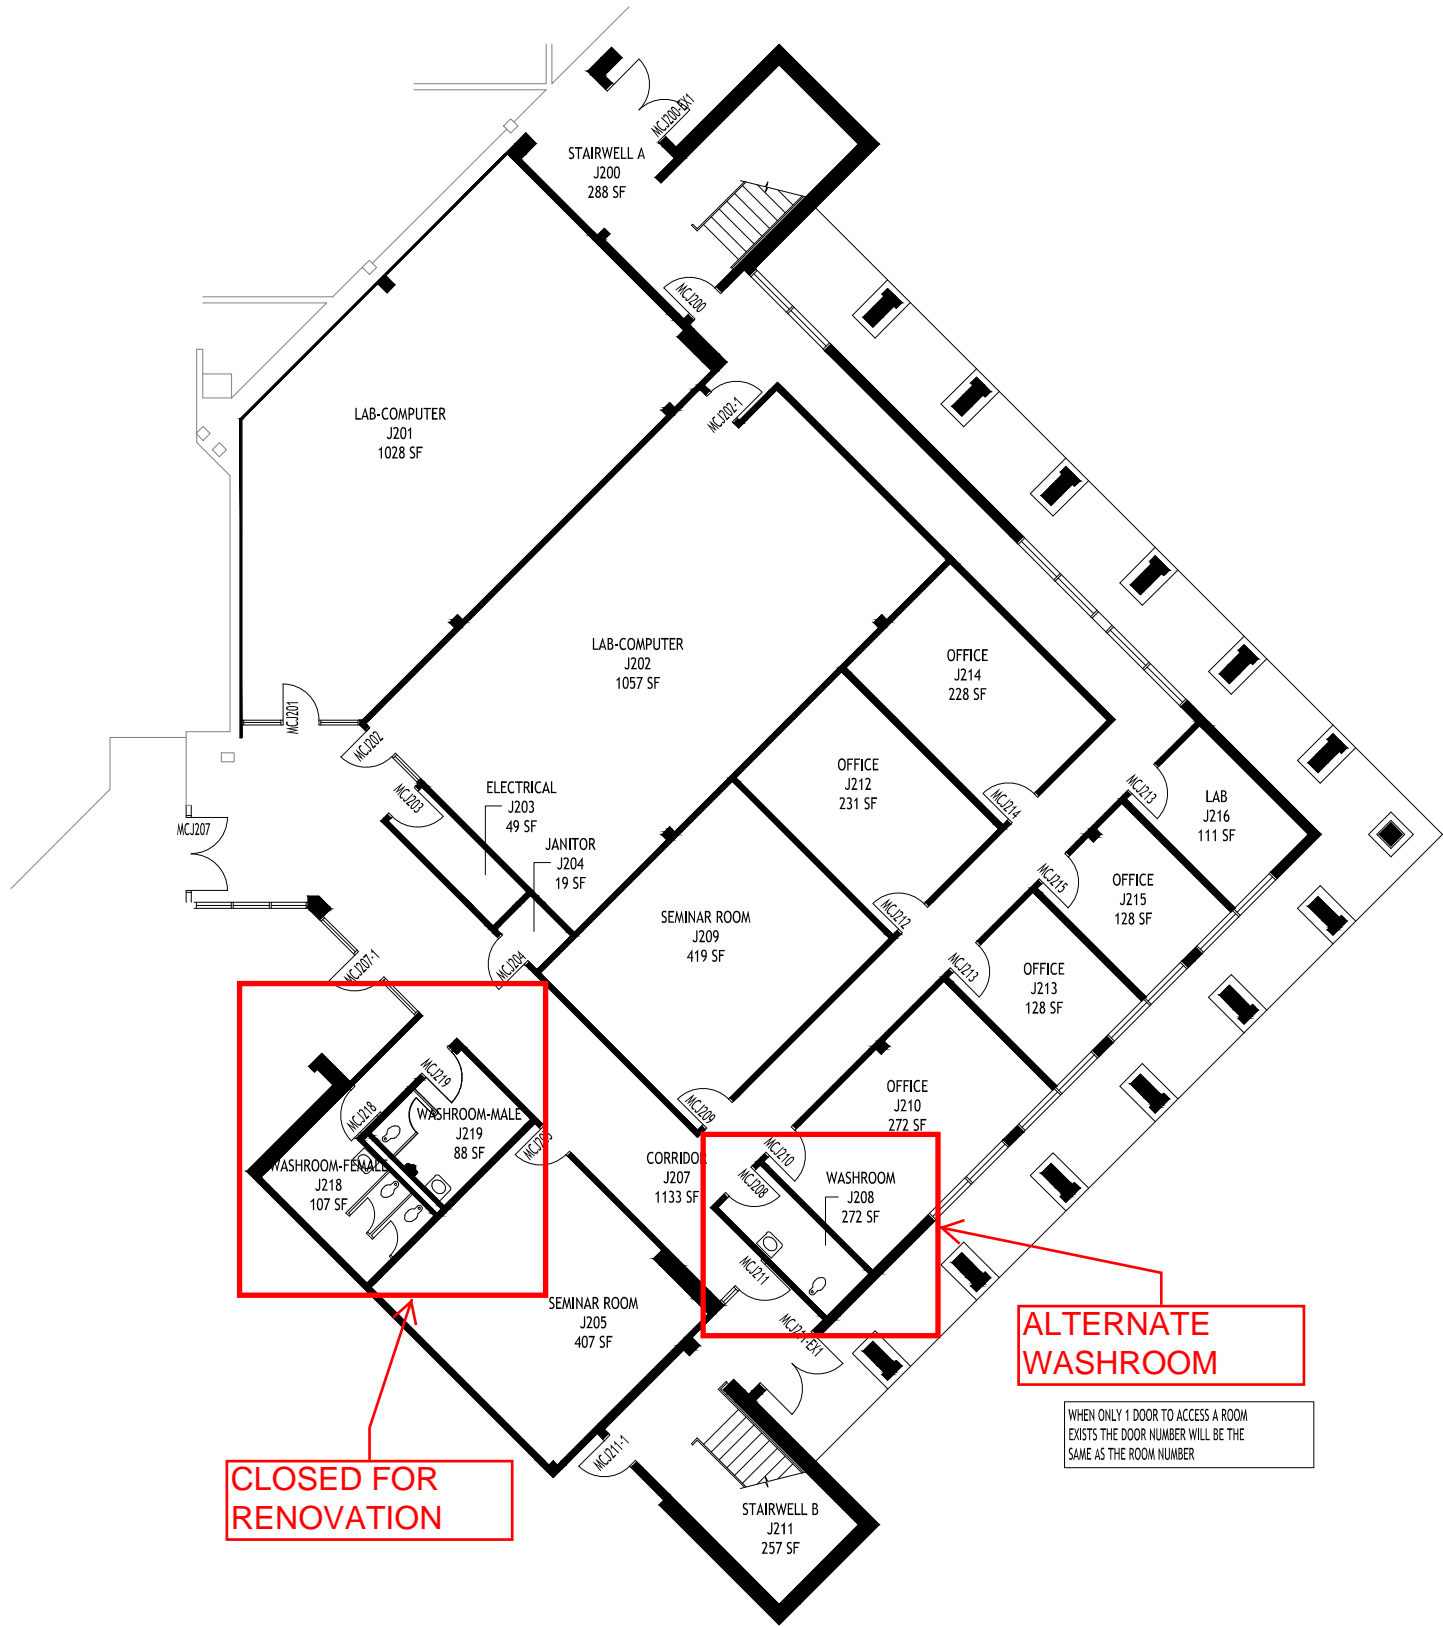 MCJ200-EX1
STAIRWELL A
J200
288 SF
MCJ200
MCJ202-1
LAB-COMPUTER
J201
1028 SF
LAB-COMPUTER
J202
1057 SF
OFFICE
J214
228 SF
MCJ201
MCJ202
OFFICE
J212
231 SF
ELECTRICAL
J203
49 SF
MCJ203
MCJ214
MCJ213
LAB
J216
111 SF
MCJ207
JANITOR
J204
19 SF
MCJ215
OFFICE
J215
128 SF
SEMINAR ROOM
J209
419 SF
MCJ212
MCJ207-1
MCJ204
MCJ213
OFFICE
J213
128 SF
MCJ219
MCJ218
WASHROOM-MALE
J219
88 SF
MCJ209
OFFICE
J210
272 SF
WASHROOM-FEMALE
J218
107 SF
CORRIDOR
J207
1133 SF
MCJ210
MCJ208
WASHROOM
J208
272 SF
MCJ211
MCJ211-EX1
SEMINAR ROOM
J205
407 SF
ALTERNATE
WASHROOM
WHEN ONLY 1 DOOR TO ACCESS A ROOM
EXISTS THE DOOR NUMBER WILL BE THE
SAME AS THE ROOM NUMBER
MCJ211-1
CLOSED FOR
RENOVATION
STAIRWELL B
J211
257 SF